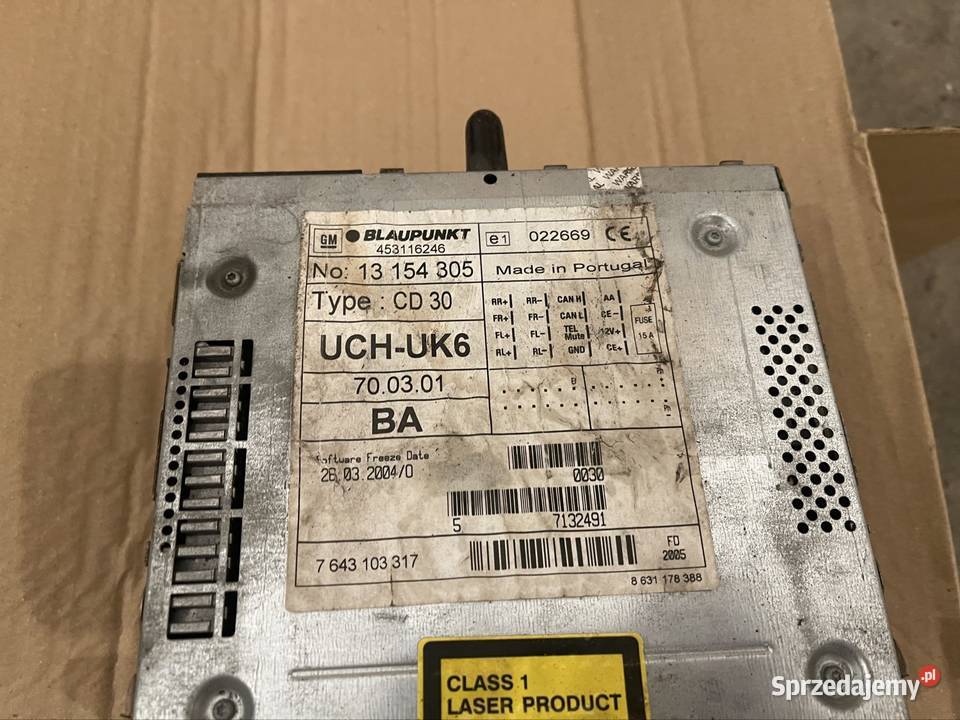 GM BLAUPUNKT
453116246
e1 022669 CE
No: 13 154 305
Made in Portugal
Type : CD 30
RR+ RR- CAN H AA
FR+ FR- CAN L CE-
FL+ FL- TEL Mute 12V+
RL+ RL- GND CE+
FUSE
15 A
UCH-UK6
70.03.01
BA
Software Freeze Date
26.03.2004/0
0030
5 7132491
7 643 103 317
FD
2005
8 631 178 388
CLASS 1
LASER PRODUCT
Sprzedajemy.pl